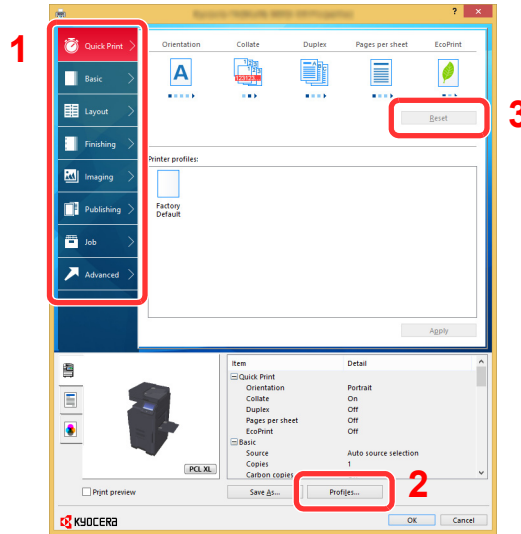 ? ×
1
Quick Print
Basic
Layout
Finishing
Imaging
Publishing
Job
Advanced
Orientation Collate Duplex Pages per sheet EcoPrint
A
123123
Reset
3
Printer profiles:
Factory
Default
Apply
Item Detail
Quick Print
Orientation Portrait
Collate On
Duplex Off
Pages per sheet Off
EcoPrint Off
Basic
Source Auto source selection
Copies 1
Carbon copies
PCL XL
Print preview
Save As...
Profiles...
2
KYOCERA
OK Cancel